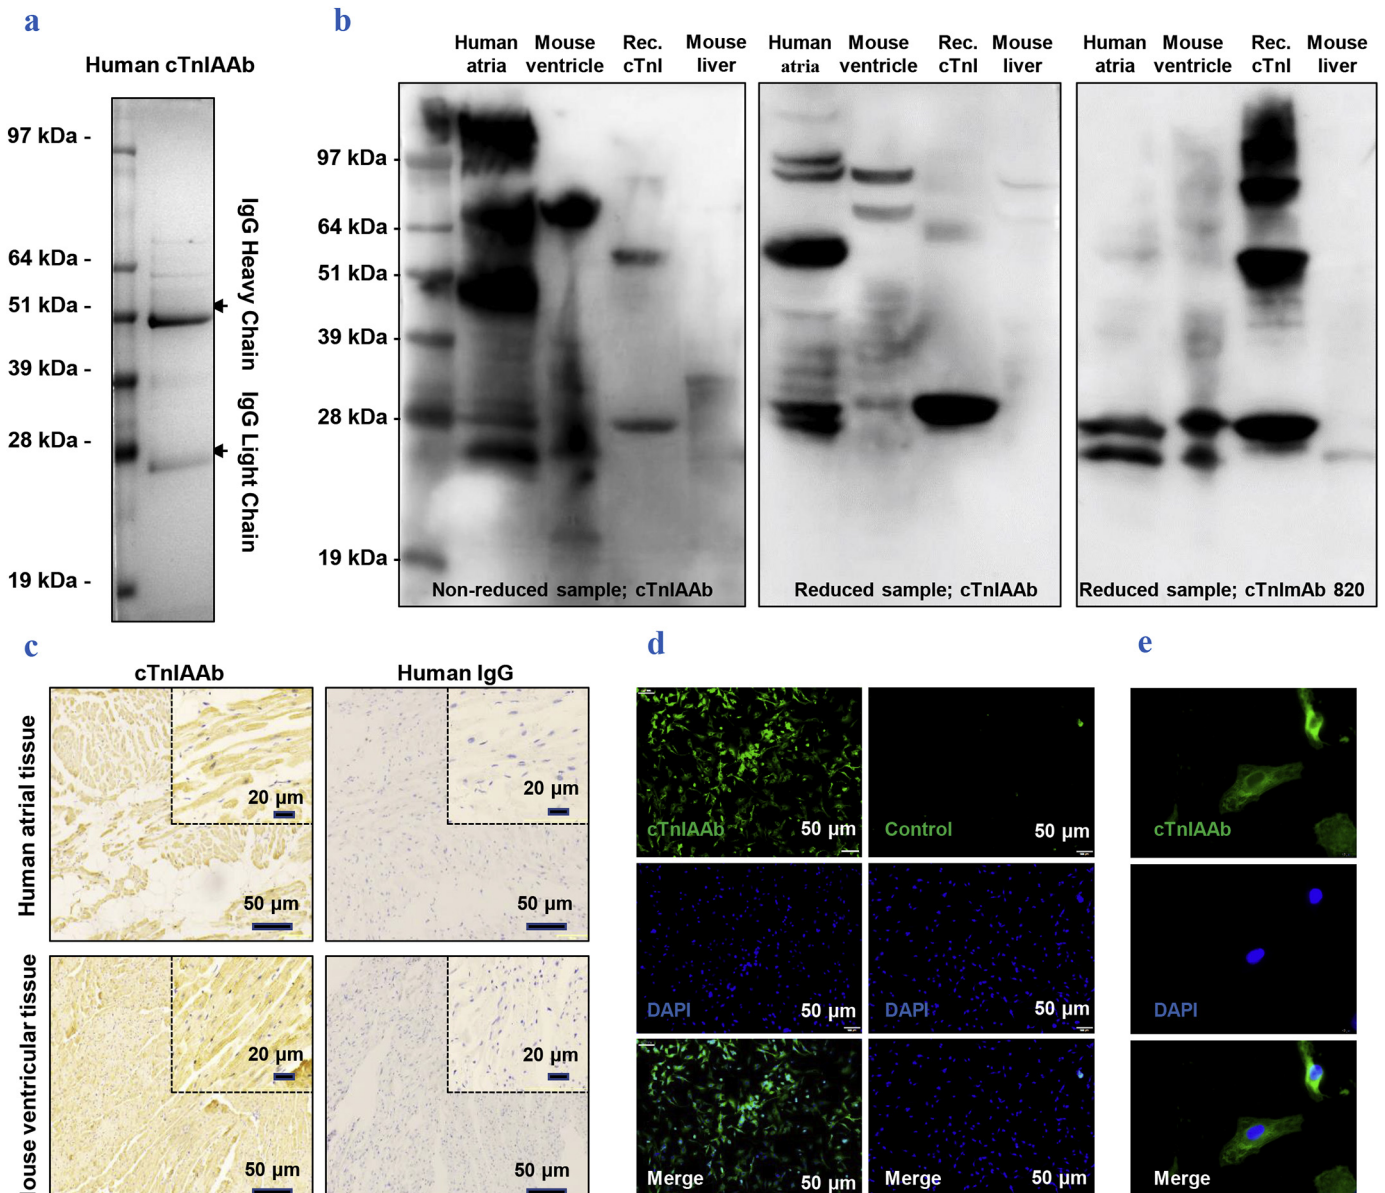 a
Human cTnIAAb
97 kDa -
64 kDa -
51 kDa -
39 kDa -
28 kDa -
19 kDa -
IgG Heavy Chain
IgG Light Chain
b
Human atria
Mouse ventricle
Rec. cTnI
Mouse liver
Human atria
Mouse ventricle
Rec. cTnI
Mouse liver
Human atria
Mouse ventricle
Rec. cTnI
Mouse liver
97 kDa -
64 kDa -
51 kDa -
39 kDa -
28 kDa -
19 kDa -
Non-reduced sample; cTnIAAb
Reduced sample; cTnIAAb
Reduced sample; cTnImAb 820
c
cTnIAAb
Human IgG
Human atrial tissue
20 µm
50 µm
20 µm
50 µm
ouse ventricular tissue
20 µm
50 µm
20 µm
50 µm
d
cTnIAAb
50 µm
Control
50 µm
DAPI
50 µm
DAPI
50 µm
Merge
50 µm
Merge
50 µm
e
cTnIAAb
DAPI
Merge